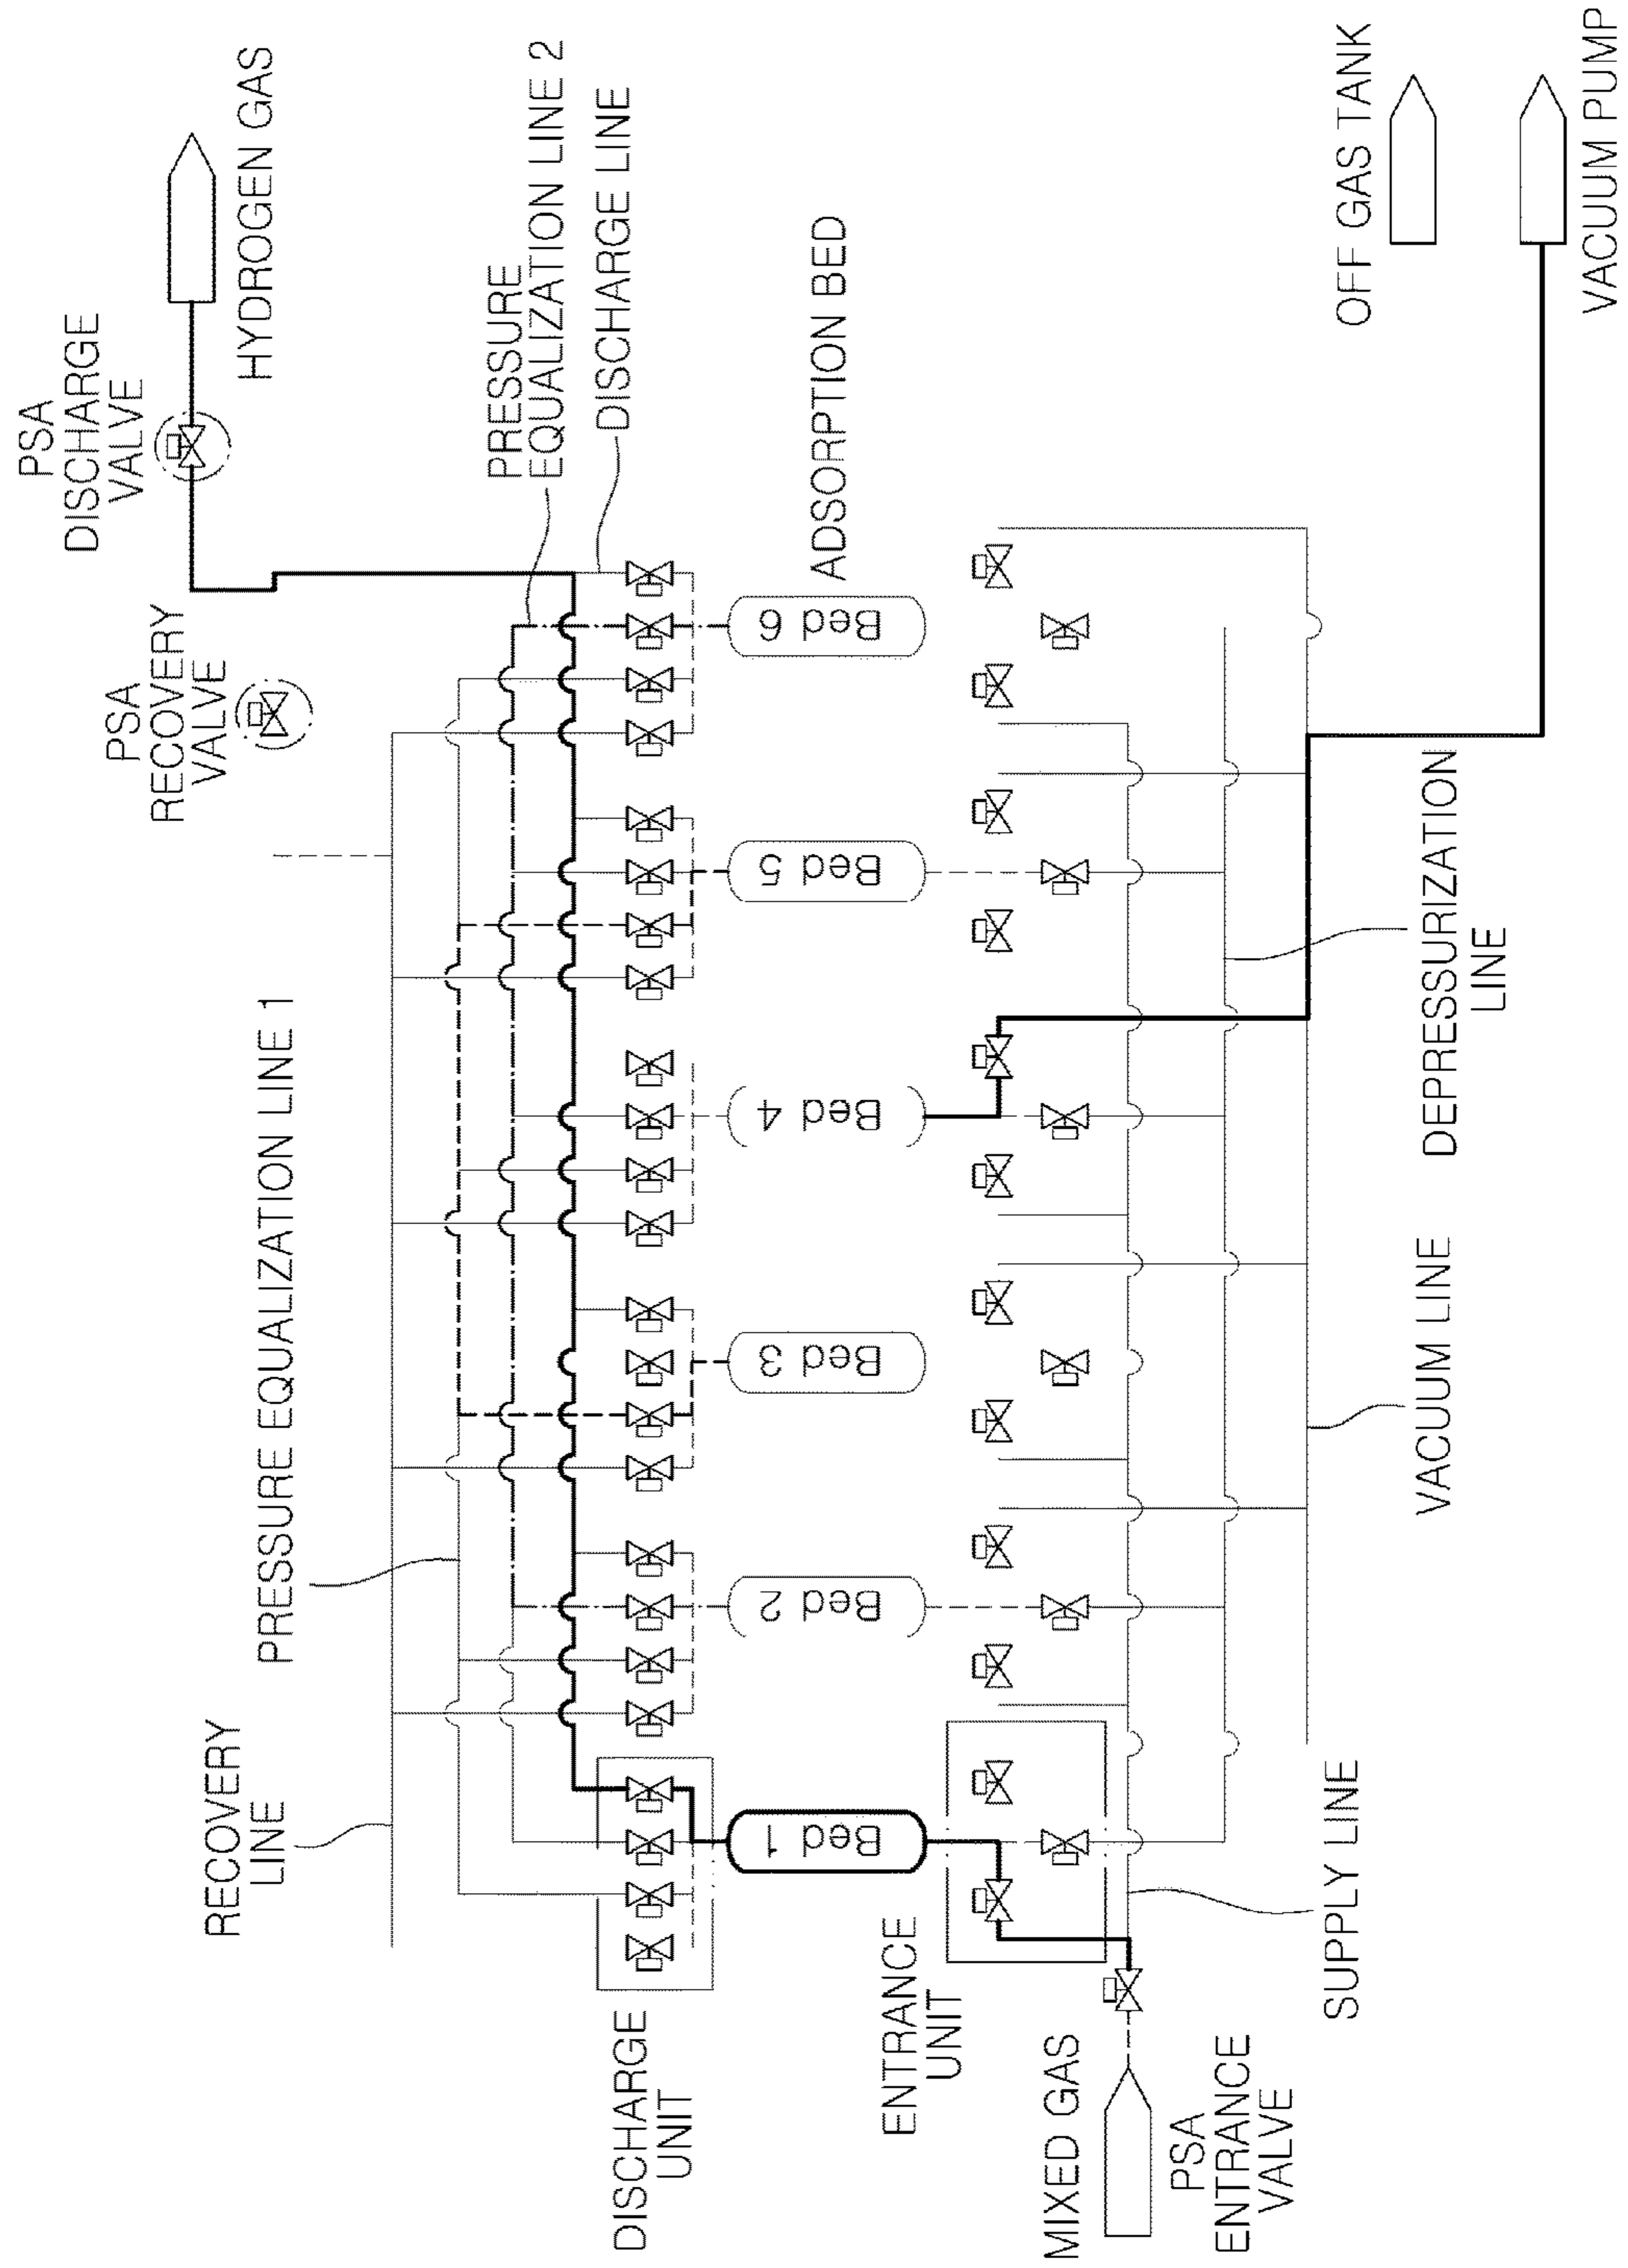 PSA
DISCHARGE
VALVE
HYDROGEN GAS
PSA
RECOVERY
VALVE
PRESSURE
EQUALIZATION LINE 2
DISCHARGE LINE
PRESSURE EQUALIZATION LINE 1
RECOVERY
LINE
ADSORPTION BED
Bed 1
Bed 2
Bed 3
Bed 4
Bed 5
Bed 6
DISCHARGE
UNIT
ENTRANCE
UNIT
MIXED GAS
PSA
ENTRANCE
VALVE
SUPPLY LINE
VACUUM LINE
DEPRESSURIZATION
LINE
OFF GAS TANK
VACUUM PUMP